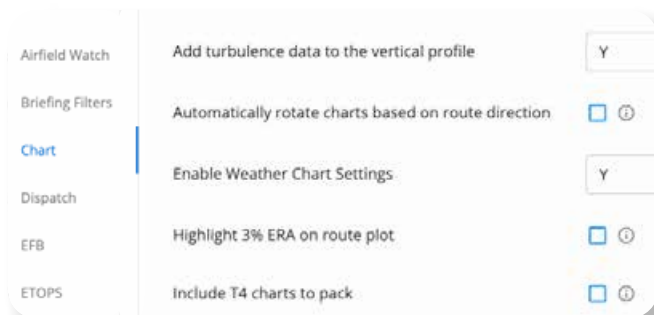 Airfield Watch
Briefing Filters
Chart
Dispatch
EFB
ETOPS
Add turbulence data to the vertical profile
Y
Automatically rotate charts based on route direction
Enable Weather Chart Settings
Y
Highlight 3% ERA on route plot
Include T4 charts to pack